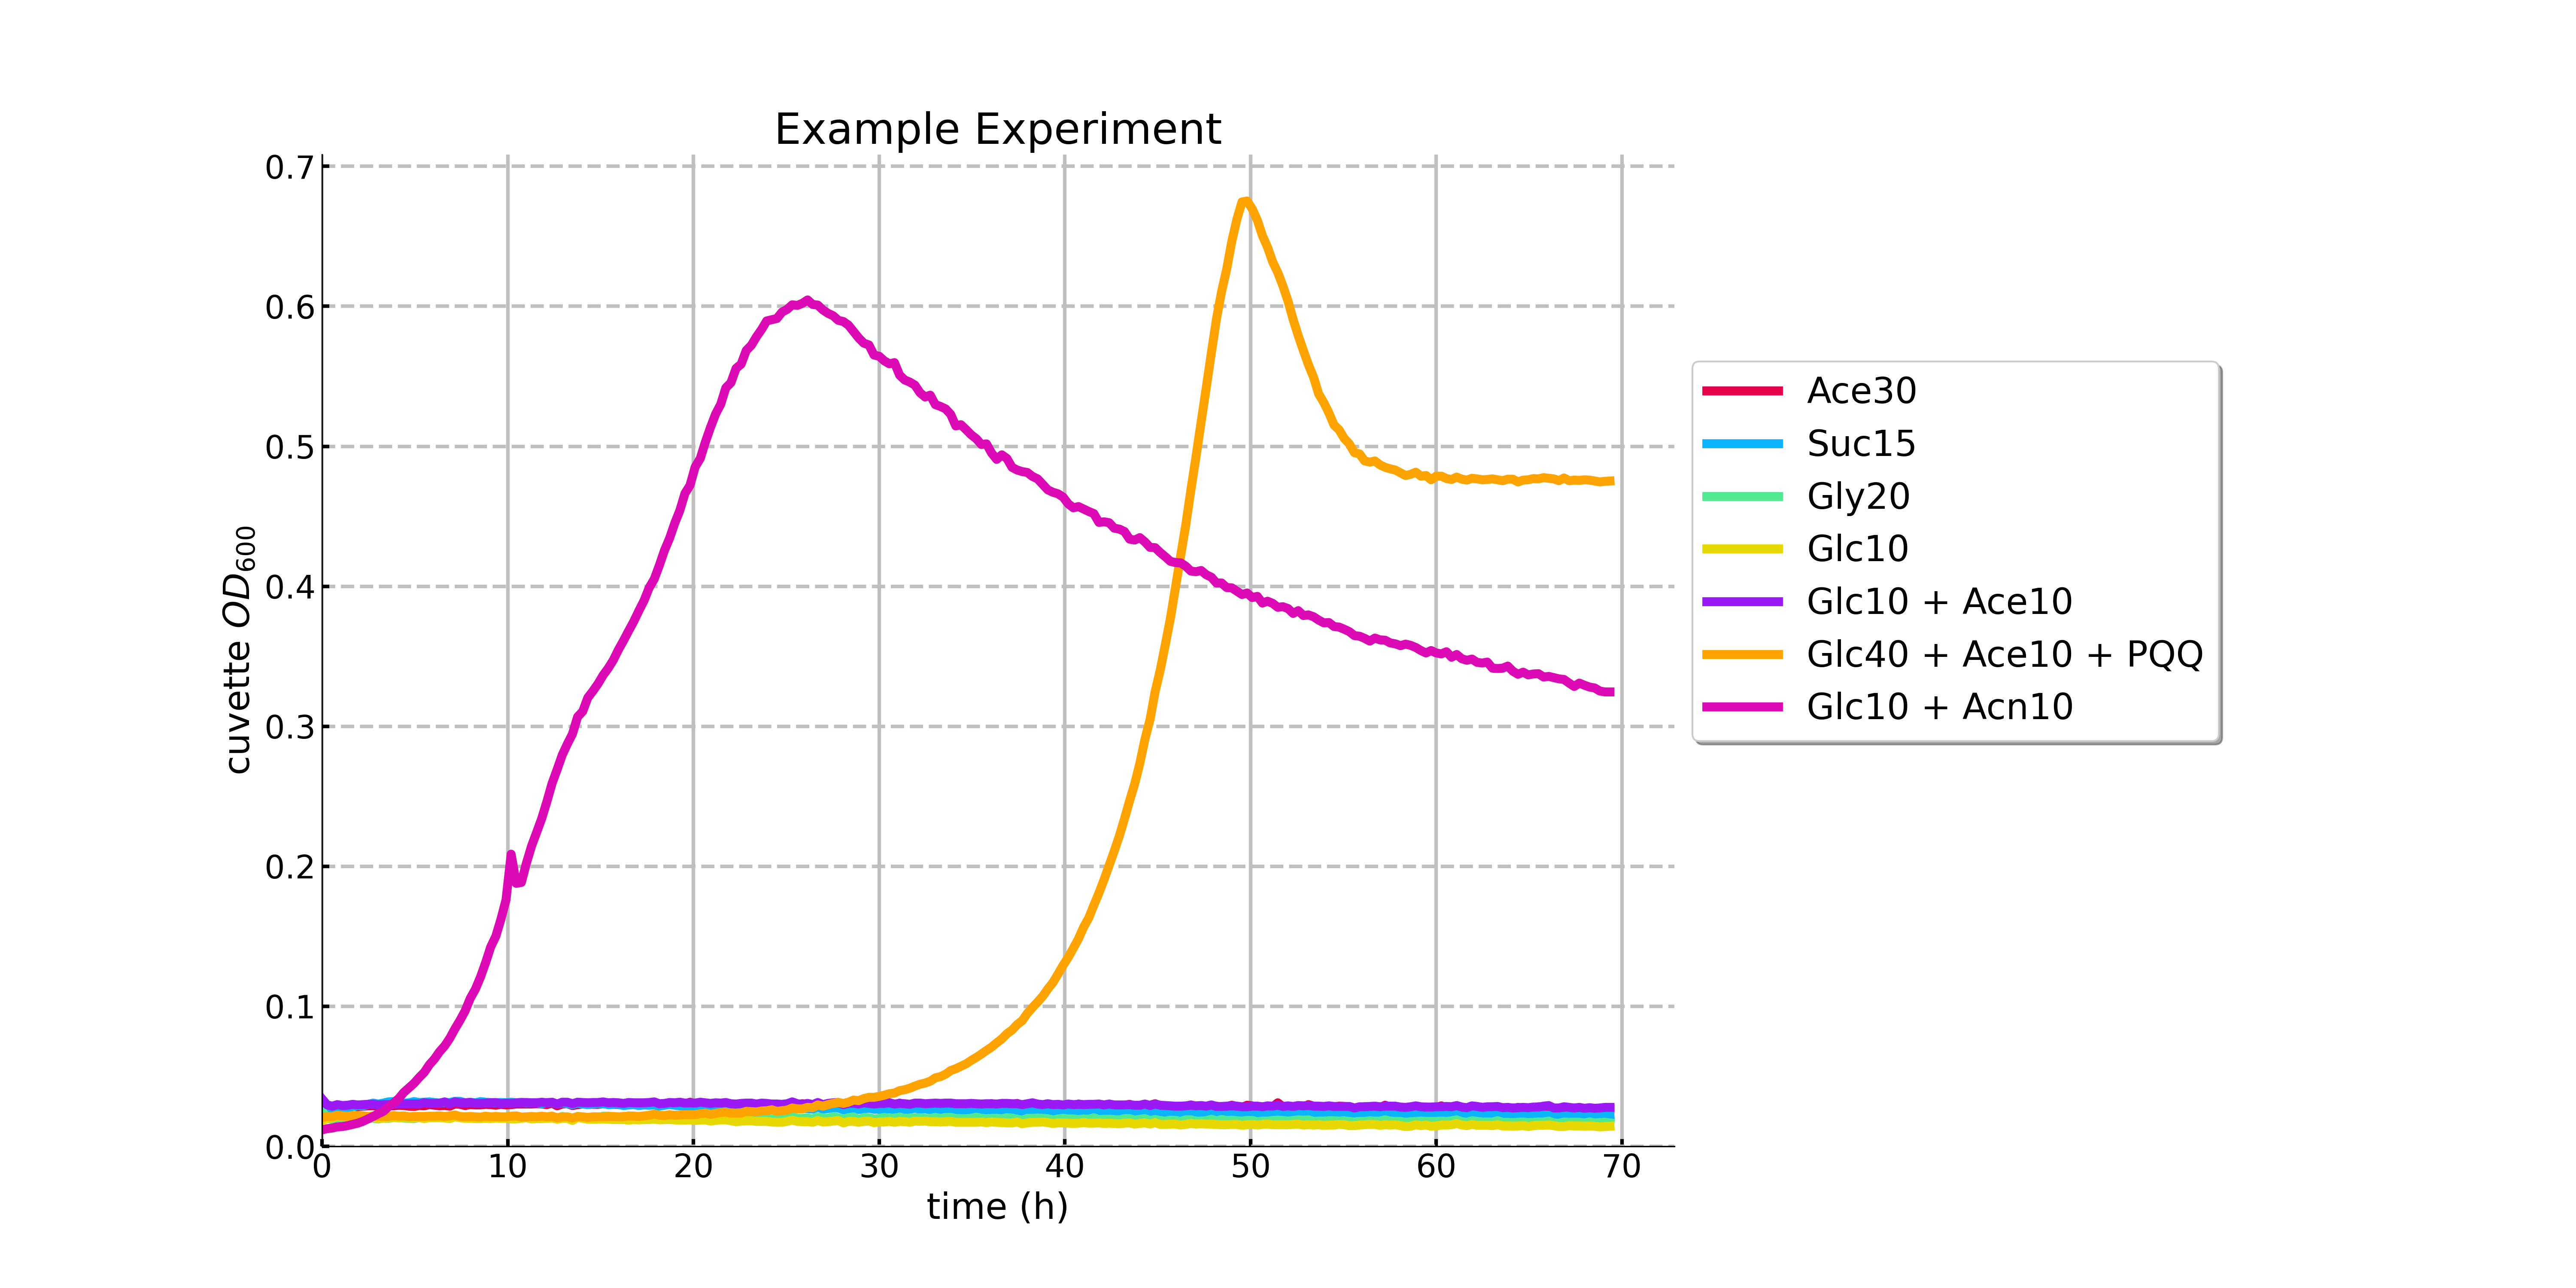 Example Experiment
0.7
0.6
0.5
0.4
0.3
0.2
0.1
0.0
cuvette OD600
0 10 20 30 40 50 60 70
time (h)
Ace30
Suc15
Gly20
Glc10
Glc10 + Ace10
Glc40 + Ace10 + PQQ
Glc10 + Acn10